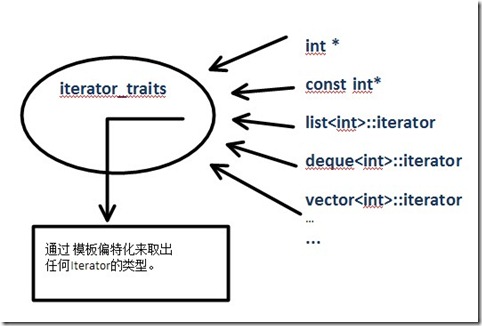 iterator_traits
int *
const int*
list<int>::iterator
deque<int>::iterator
vector<int>::iterator
...
...
通过 模板偏特化来取出
任何Iterator的类型。